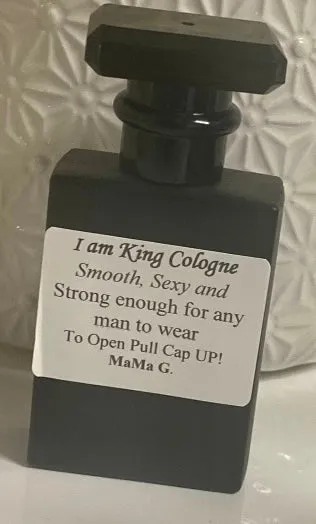 I am King Cologne
Smooth, Sexy and
Strong enough for any
man to wear
To Open Pull Cap UP!
MaMa G.